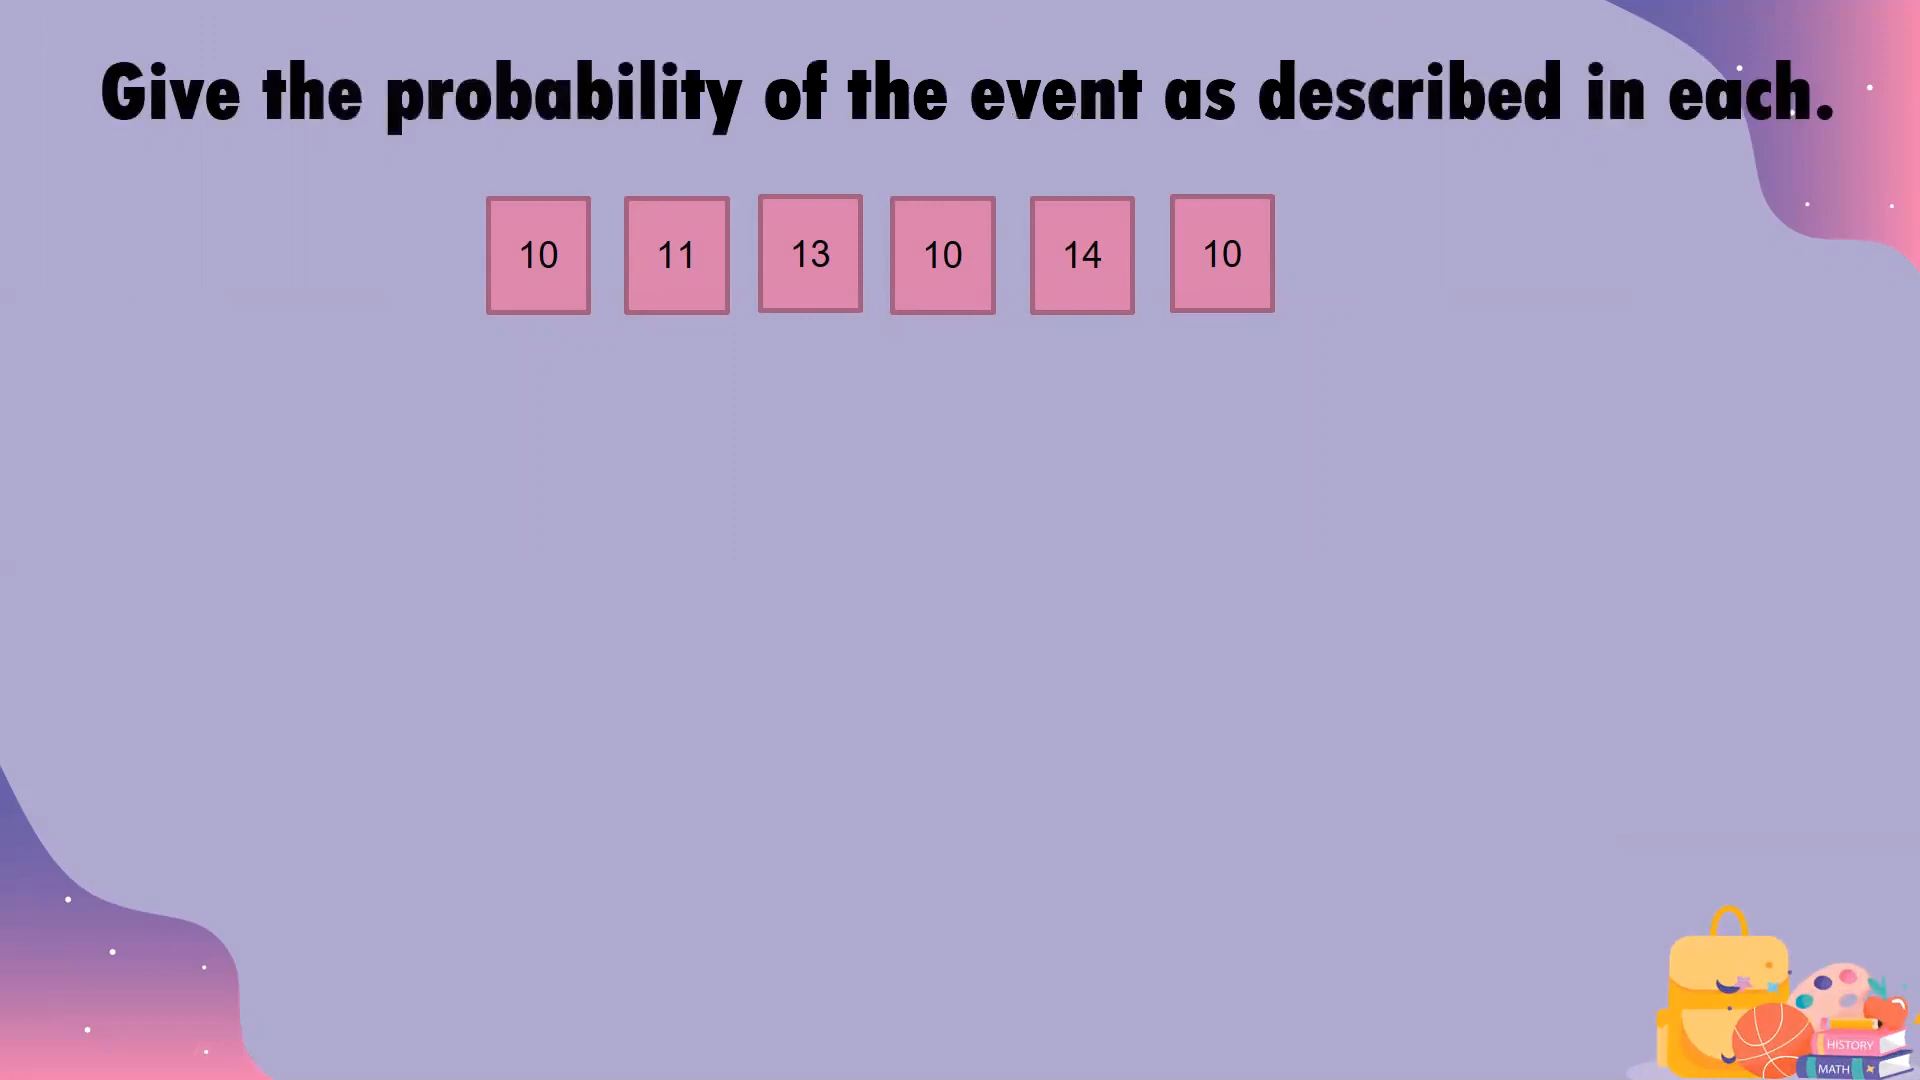 Give the probability of the event as described in each.
10 11 13 10 14 10
HISTORY
MATH